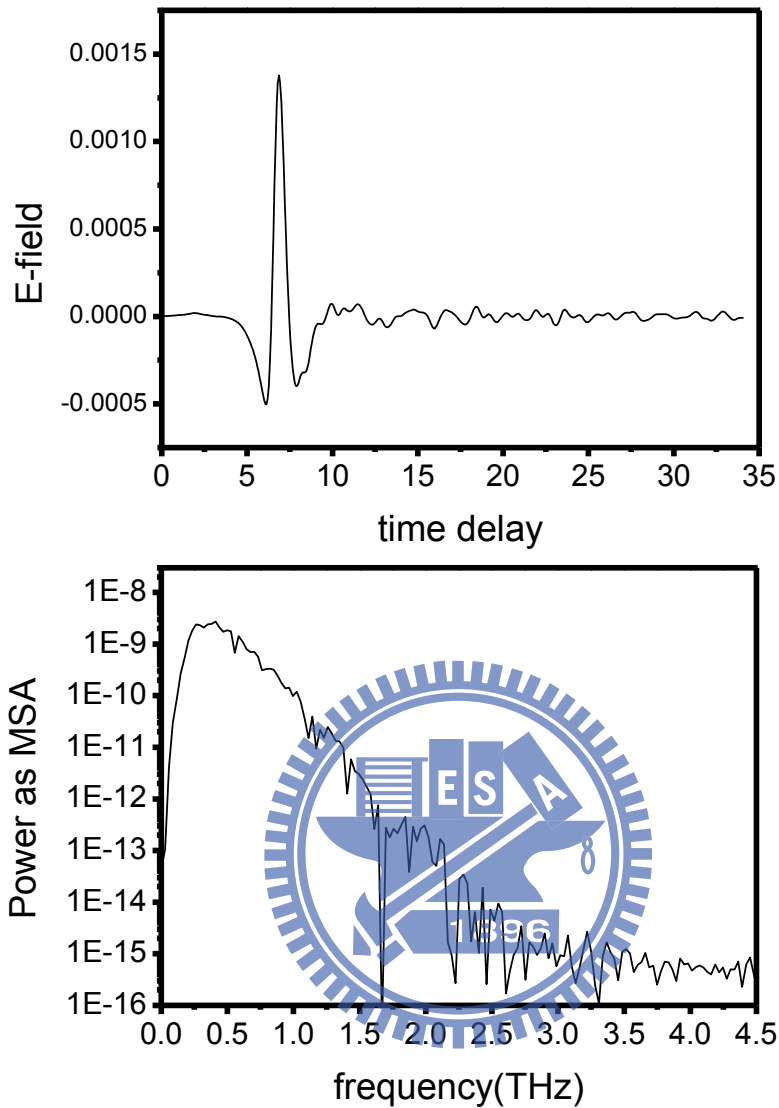 0.0015
0.0010
0.0005
0.0000
-0.0005
E-field
0 5 10 15 20 25 30 35
time delay
1E-8
1E-9
1E-10
1E-11
1E-12
1E-13
1E-14
1E-15
1E-16
Power as MSA
E S A
8
1896
0.0 0.5 1.0 1.5 2.0 2.5 3.0 3.5 4.0 4.5
frequency(THz)